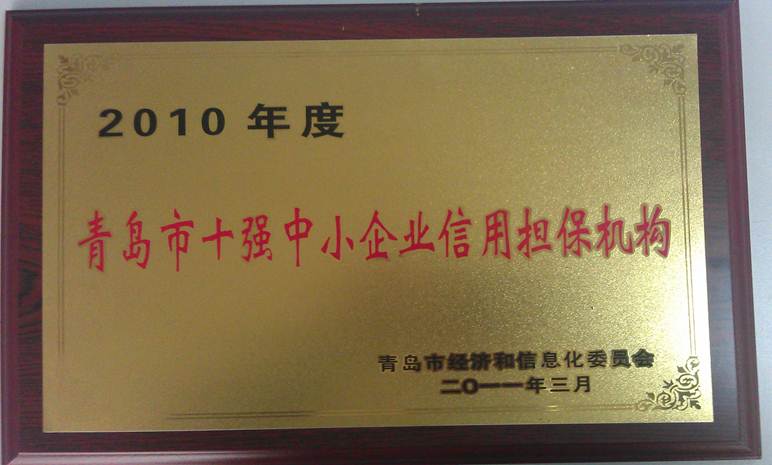 2010 年度
青岛市十强中小企业信用担保机构
青岛市经济和信息化委员会
二〇一一年三月